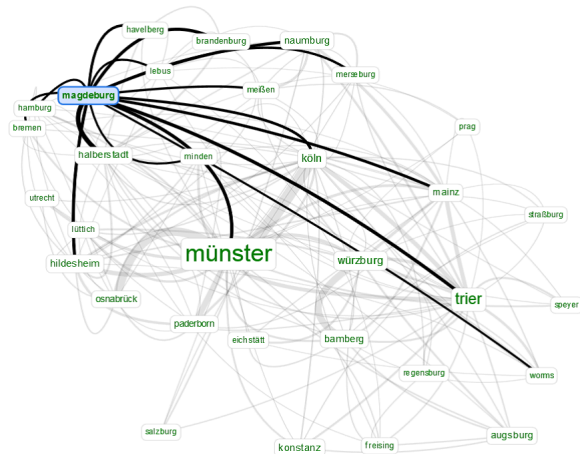 havelberg
brandenburg
naumburg
lebus
merseburg
meißen
magdeburg
hamburg
bremen
prag
halberstadt
minden
köln
utrecht
mainz
straßburg
lüttich
münster
hildesheim
würzburg
osnabrück
trier
speyer
paderborn
eichstätt
bamberg
regensburg
worms
salzburg
konstanz
freising
augsburg